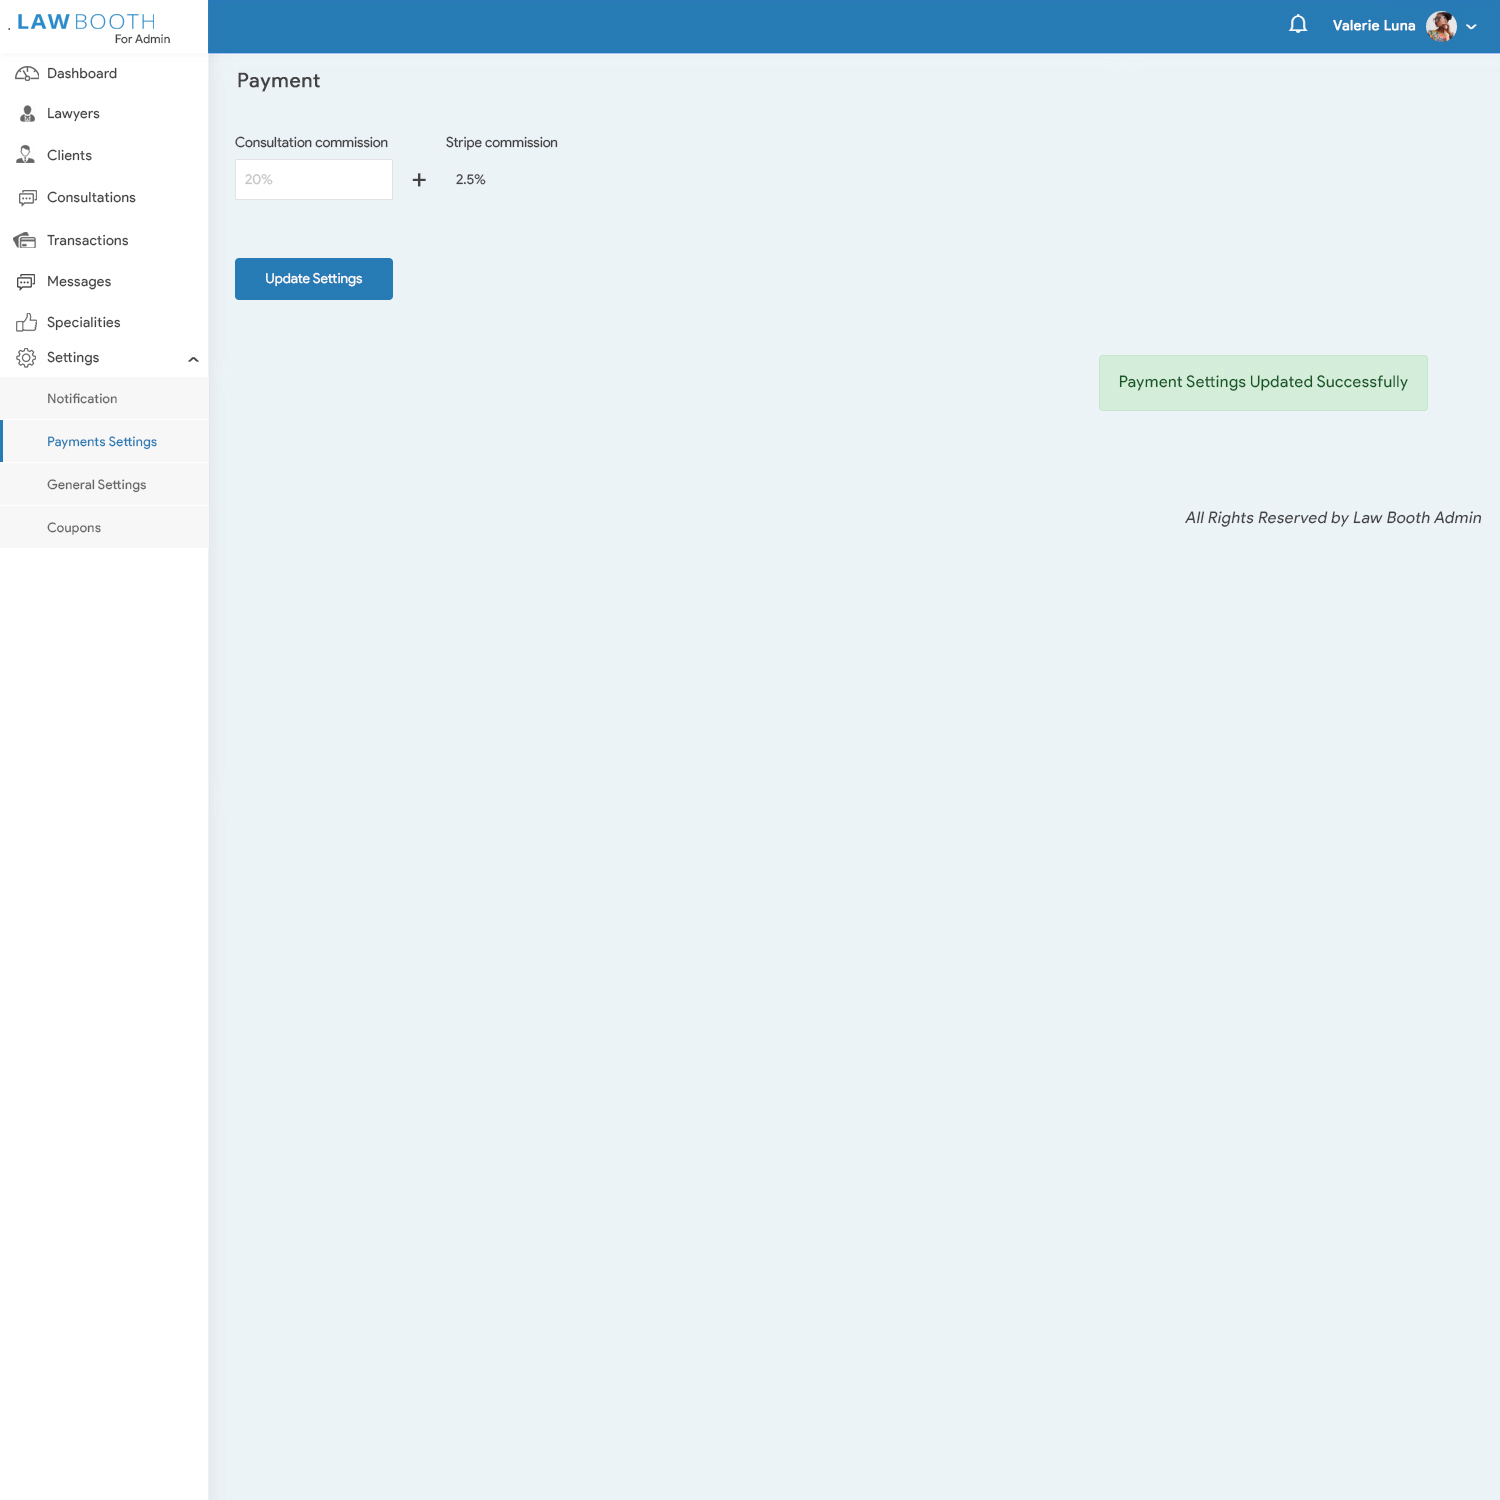 LAW BOOTH
For Admin
Valerie Luna
Dashboard
Lawyers
Clients
Consultations
Transactions
Messages
Specialities
Settings
Notification
Payments Settings
General Settings
Coupons
Payment
Consultation commission
Stripe commission
20%
+
2.5%
Update Settings
Payment Settings Updated Successfully
All Rights Reserved by Law Booth Admin